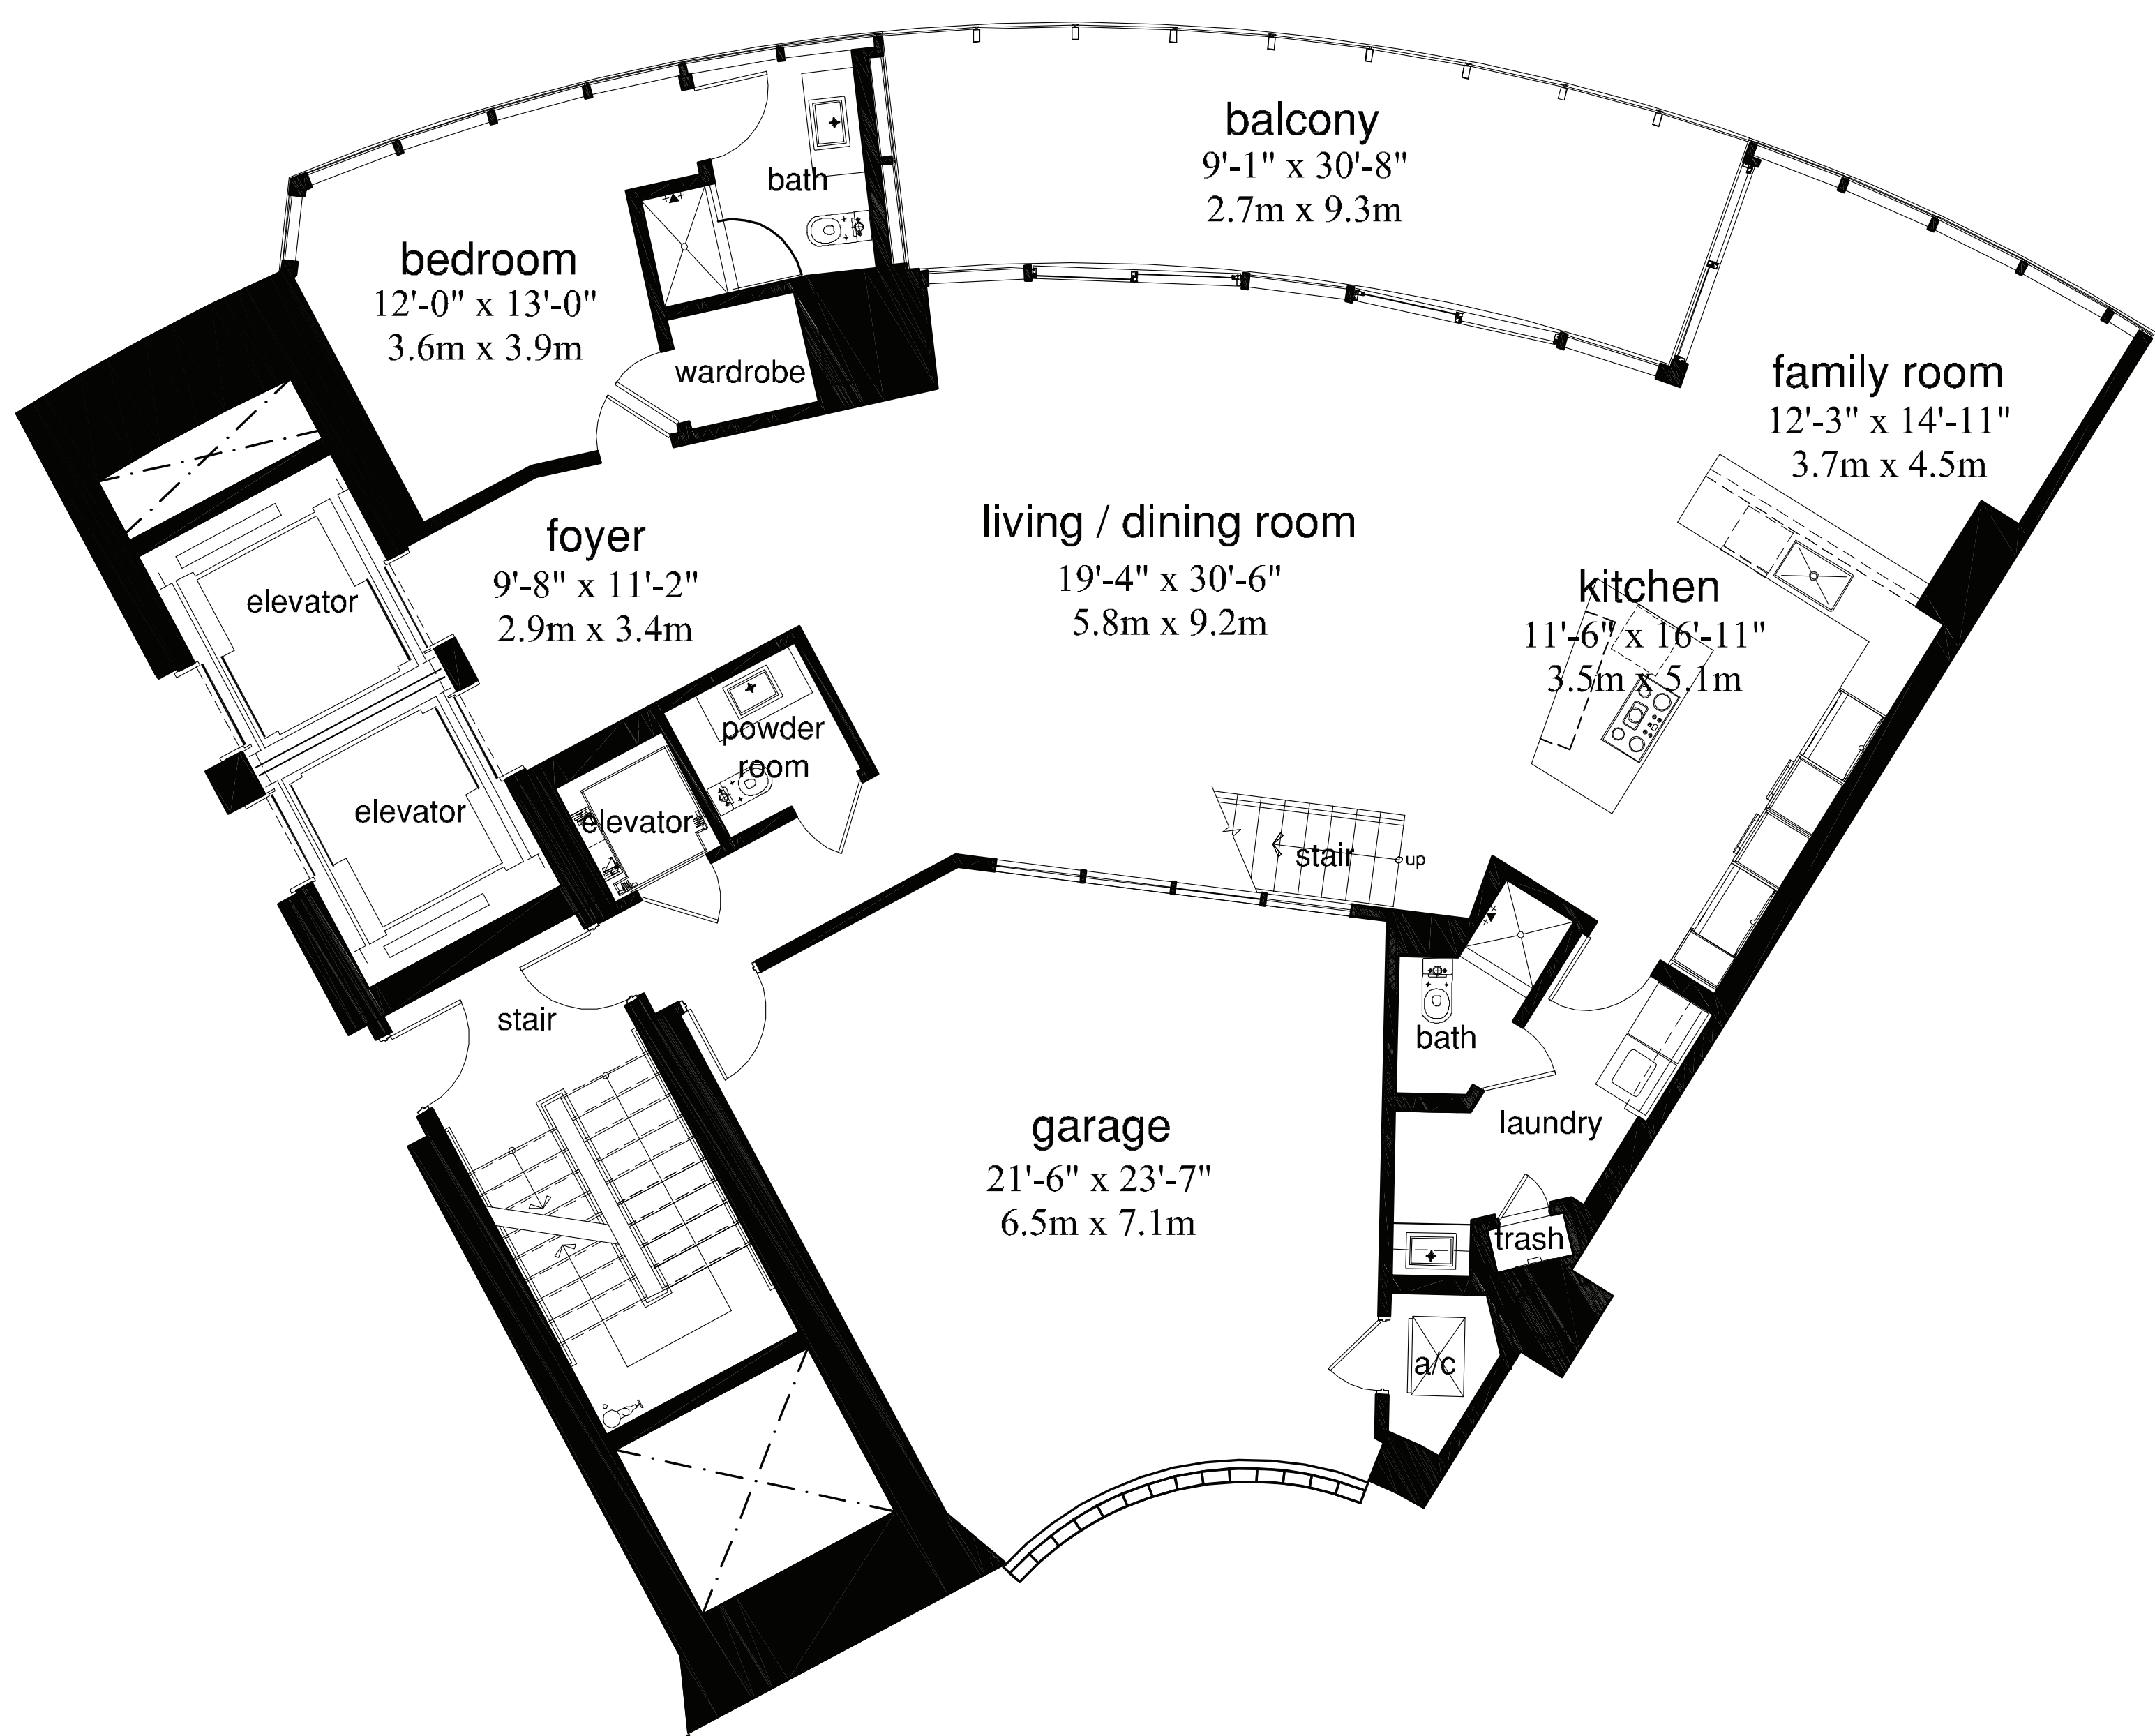 balcony
9'-1" x 30'-8"
2.7m x 9.3m
bath
bedroom
12'-0" x 13'-0"
3.6m x 3.9m
wardrobe
family room
12'-3" x 14'-11"
3.7m x 4.5m
foyer
9'-8" x 11'-2"
2.9m x 3.4m
living / dining room
19'-4" x 30'-6"
5.8m x 9.2m
kitchen
11'-6" x 16'-11"
3.5m x 5.1m
elevator
powder
room
elevator
elevator
stair
up
stair
bath
laundry
garage
21'-6" x 23'-7"
6.5m x 7.1m
trash
a/c